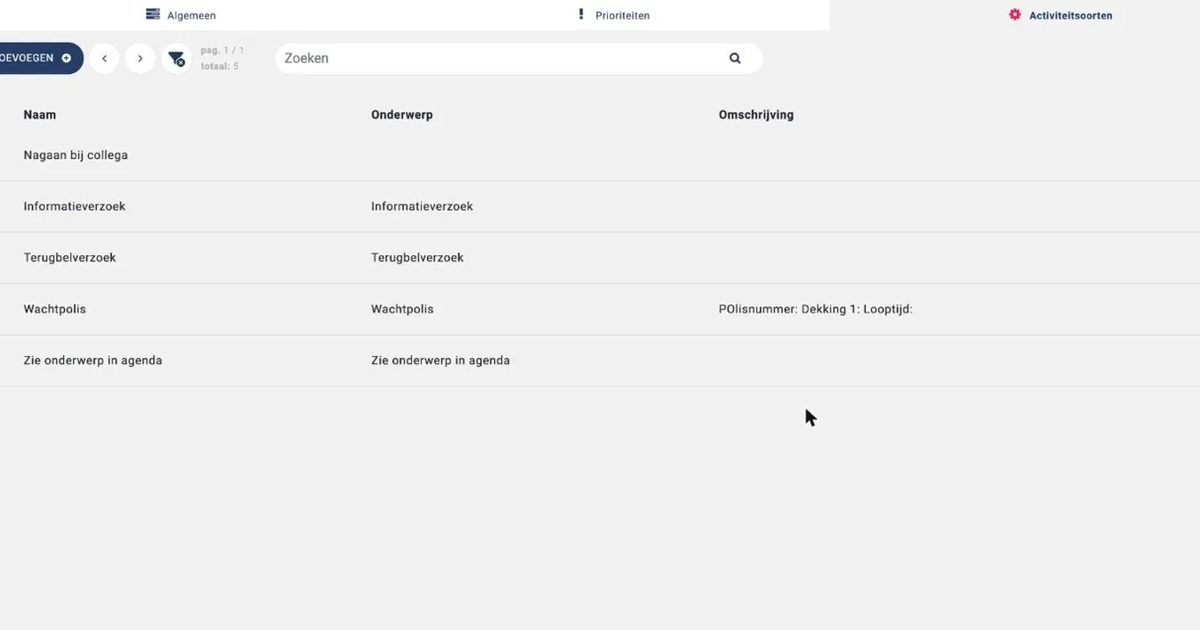 Algemeen
Prioriteiten
Activiteitsoorten
OEVOEGEN
pag. 1 / 1
totaal: 5
Zoeken
Naam Onderwerp Omschrijving
Nagaan bij collega
Informatieverzoek Informatieverzoek
Terugbelverzoek Terugbelverzoek
Wachtpolis Wachtpolis POlisnummer: Dekking 1: Looptijd:
Zie onderwerp in agenda Zie onderwerp in agenda